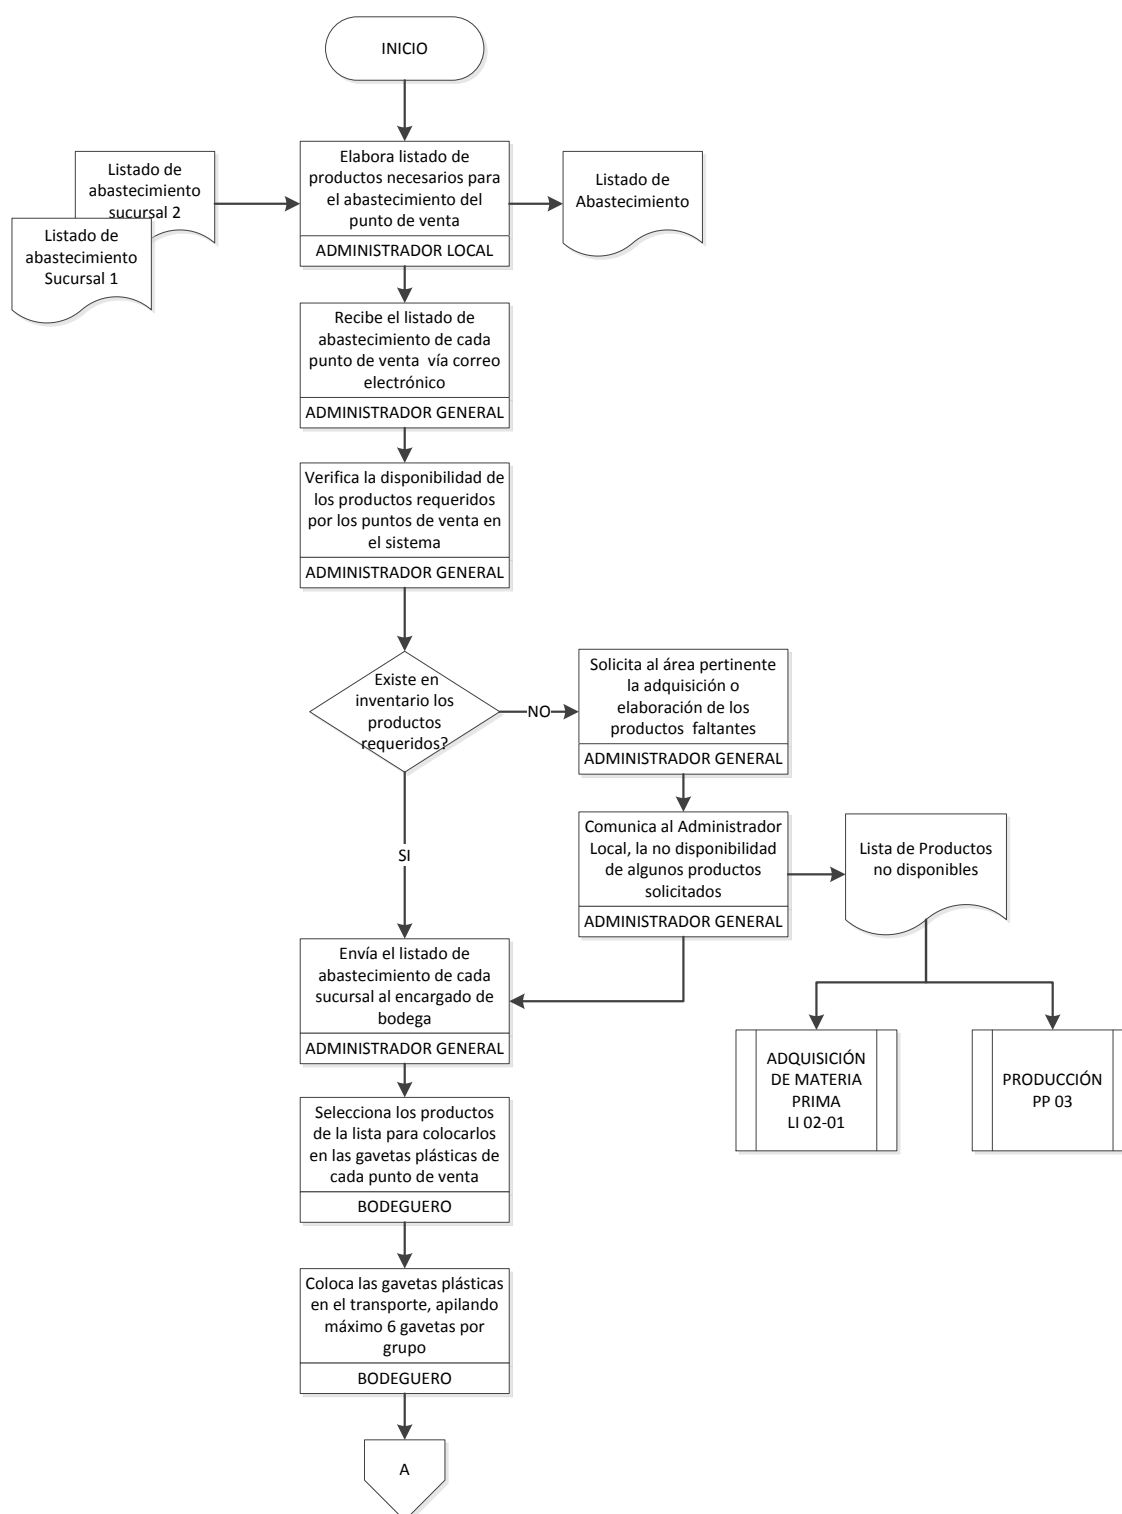 INICIO
Elabora listado de
productos necesarios para
el abastecimiento del
punto de venta
ADMINISTRADOR LOCAL
Listado de
abastecimiento
sucursal 2
Listado de
abastecimiento
Sucursal 1
Listado de
Abastecimiento
Recibe el listado de
abastecimiento de cada
punto de venta vía correo
electrónico
ADMINISTRADOR GENERAL
Verifica la disponibilidad de
los productos requeridos
por los puntos de venta en
el sistema
ADMINISTRADOR GENERAL
Existe en
inventario los
productos
requeridos?
NO
Solicita al área pertinente
la adquisición o
elaboración de los
productos faltantes
ADMINISTRADOR GENERAL
Comunica al Administrador
Local, la no disponibilidad
de algunos productos
solicitados
ADMINISTRADOR GENERAL
Lista de Productos
no disponibles
SI
Envía el listado de
abastecimiento de cada
sucursal al encargado de
bodega
ADMINISTRADOR GENERAL
ADQUISICIÓN
DE MATERIA
PRIMA
LI 02-01
PRODUCCIÓN
PP 03
Selecciona los productos
de la lista para colocarlos
en las gavetas plásticas de
cada punto de venta
BODEGUERO
Coloca las gavetas plásticas
en el transporte, apilando
máximo 6 gavetas por
grupo
BODEGUERO
A